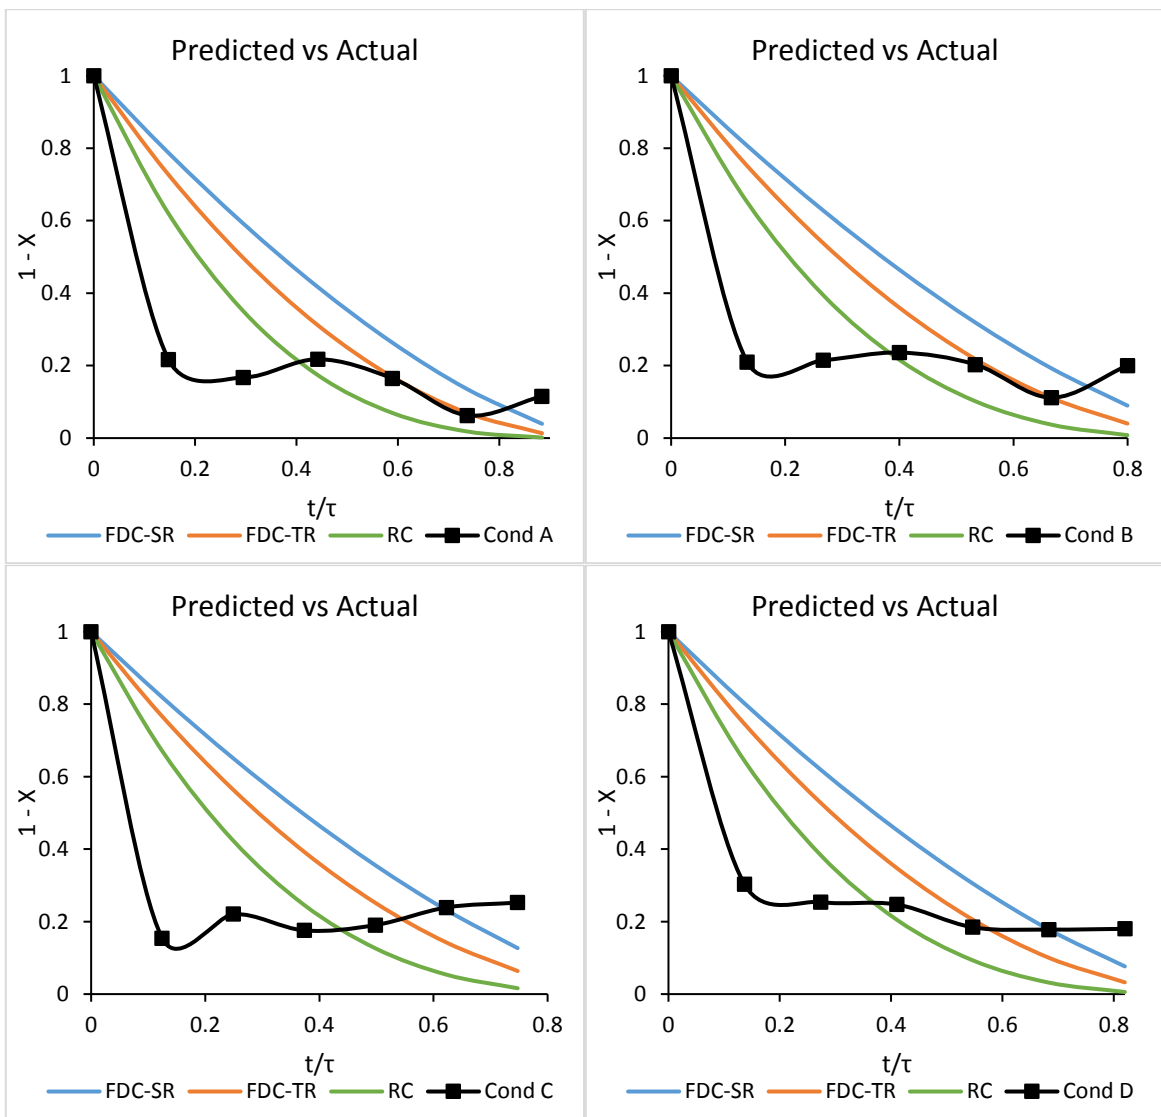 Predicted vs Actual
1
0.8
0.6
0.4
0.2
0
1 - X
0 0.2 0.4 0.6 0.8
t/τ
FDC-SR FDC-TR RC Cond A
Predicted vs Actual
1
0.8
0.6
0.4
0.2
0
1 - X
0 0.2 0.4 0.6 0.8
t/τ
FDC-SR FDC-TR RC Cond B
Predicted vs Actual
1
0.8
0.6
0.4
0.2
0
1 - X
0 0.2 0.4 0.6 0.8
t/τ
FDC-SR FDC-TR RC Cond C
Predicted vs Actual
1
0.8
0.6
0.4
0.2
0
1 - X
0 0.2 0.4 0.6 0.8
t/τ
FDC-SR FDC-TR RC Cond D